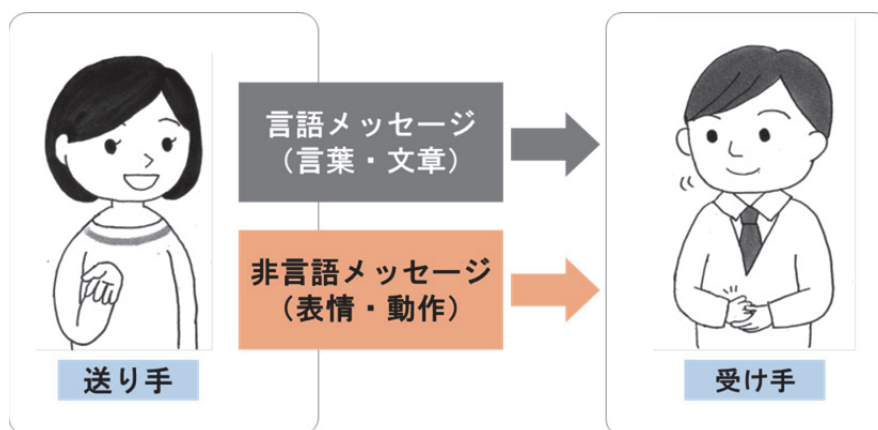 言語メッセージ
（言葉・文章）
非言語メッセージ
（表情・動作）
送り手
受け手